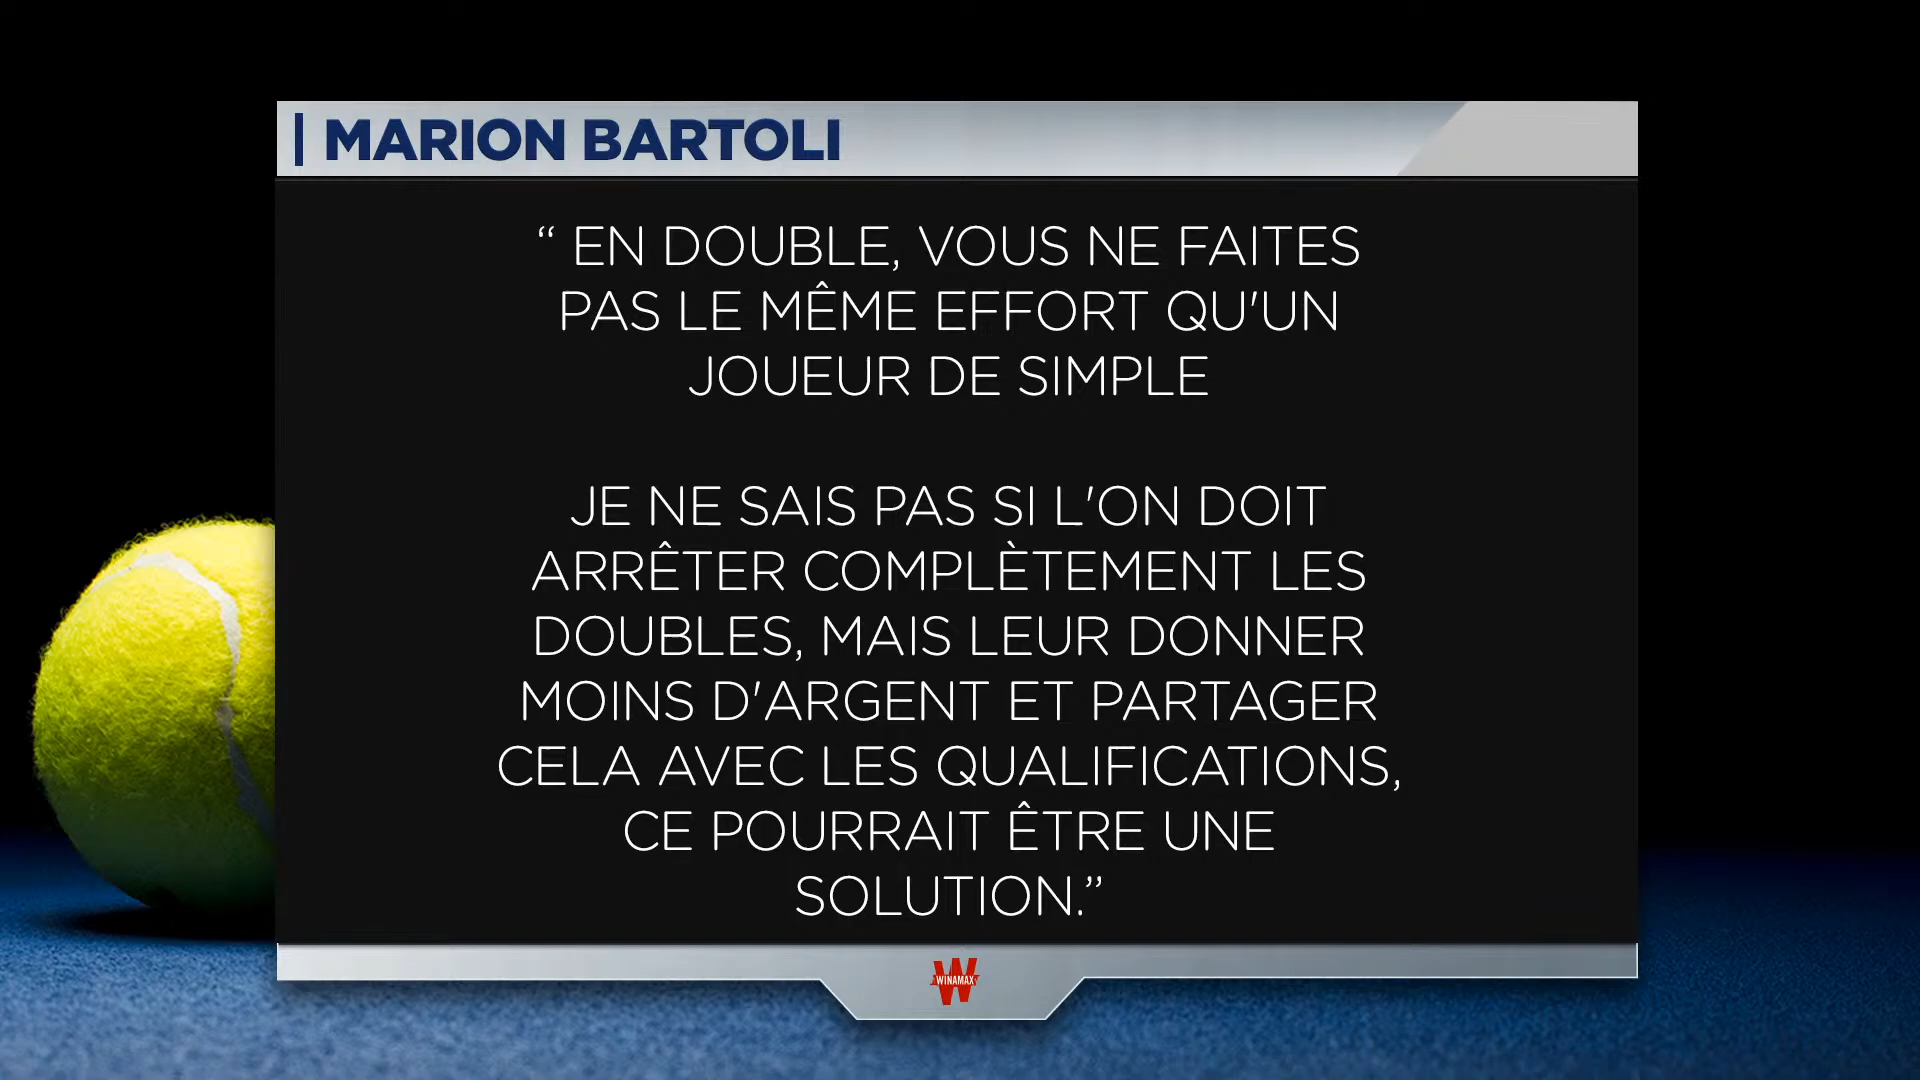 MARION BARTOLI
“ EN DOUBLE, VOUS NE FAITES
PAS LE MÊME EFFORT QU'UN
JOUEUR DE SIMPLE
JE NE SAIS PAS SI L'ON DOIT
ARRÊTER COMPLÈTEMENT LES
DOUBLES, MAIS LEUR DONNER
MOINS D'ARGENT ET PARTAGER
CELA AVEC LES QUALIFICATIONS,
CE POURRAIT ÊTRE UNE
SOLUTION.”
WINAMAX